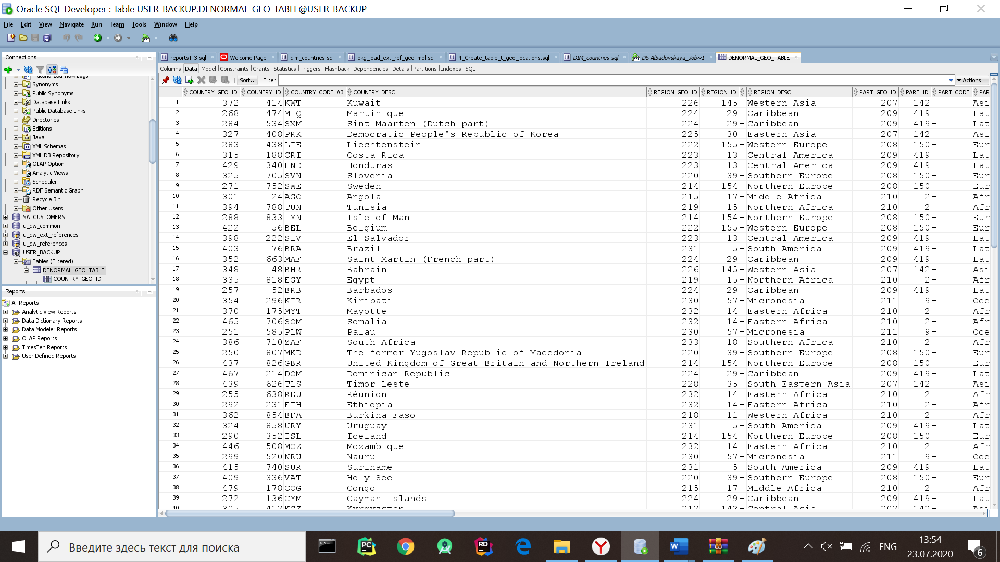 Oracle SQL Developer : Table USER_BACKUP.DENORMAL_GEO_TABLE@USER_BACKUP
File Edit View Navigate Run Team Tools Window Help
Connections
Synonyms
Public Synonyms
Database Links
Public Database Links
Directories
Editions
Java
XML Schemas
XML DB Repository
OLAP Option
Analytic Views
Scheduler
RDF Semantic Graph
Recycle Bin
Other Users
SA_CUSTOMERS
u_dw_common
u_dw_ext_references
u_dw_references
USER_BACKUP
Tables (Filtered)
DENORMAL_GEO_TABLE
COUNTRY_GEO_ID
Reports
All Reports
Analytic View Reports
Data Dictionary Reports
Data Modeler Reports
OLAP Reports
TimesTen Reports
User Defined Reports
reports1-3.sql Welcome Page dim_countries.sql pkg_load_ext_ref_geo-impl.sql 4_Create_table_t_geo_locations.sql DIM_countries.sql DS AlSadovskaya_Job~1 DENORMAL_GEO_TABLE
Columns Data Model Constraints Grants Statistics Triggers Flashback Dependencies Details Partitions Indexes SQL
Sort.. Filter: Actions...
COUNTRY_GEO_ID COUNTRY_ID COUNTRY_CODE_A3 COUNTRY_DESC REGION_GEO_ID REGION_ID REGION_DESC PART_GEO_ID PART_ID PART_CODE PAR
1 372 414 KWT Kuwait 226 145 - Western Asia 207 142 - Asi
2 268 474 MTQ Martinique 224 29 - Caribbean 209 419 - Lat
3 284 534 SXM Sint Maarten (Dutch part) 224 29 - Caribbean 209 419 - Lat
4 327 408 PRK Democratic People's Republic of Korea 225 30 - Eastern Asia 207 142 - Asi
5 283 438 LIE Liechtenstein 222 155 - Western Europe 208 150 - Eur
6 315 188 CRI Costa Rica 223 13 - Central America 209 419 - Lat
7 429 340 HND Honduras 223 13 - Central America 209 419 - Lat
8 325 705 SVN Slovenia 220 39 - Southern Europe 208 150 - Eur
9 271 752 SWE Sweden 214 154 - Northern Europe 208 150 - Eur
10 301 24 AGO Angola 215 17 - Middle Africa 210 2 - Afr
11 394 788 TUN Tunisia 219 15 - Northern Africa 210 2 - Afr
12 288 833 IMN Isle of Man 214 154 - Northern Europe 208 150 - Eur
13 422 56 BEL Belgium 222 155 - Western Europe 208 150 - Eur
14 398 222 SLV El Salvador 223 13 - Central America 209 419 - Lat
15 403 76 BRA Brazil 231 5 - South America 209 419 - Lat
16 352 663 MAF Saint-Martin (French part) 224 29 - Caribbean 209 419 - Lat
17 348 48 BHR Bahrain 226 145 - Western Asia 207 142 - Asi
18 335 818 EGY Egypt 219 15 - Northern Africa 210 2 - Afr
19 257 52 BRB Barbados 224 29 - Caribbean 209 419 - Lat
20 354 296 KIR Kiribati 230 57 - Micronesia 211 9 - Oce
21 370 175 MYT Mayotte 232 14 - Eastern Africa 210 2 - Afr
22 465 706 SOM Somalia 232 14 - Eastern Africa 210 2 - Afr
23 251 585 PLW Palau 230 57 - Micronesia 211 9 - Oce
24 386 710 ZAF South Africa 233 18 - Southern Africa 210 2 - Afr
25 250 807 MKD The former Yugoslav Republic of Macedonia 220 39 - Southern Europe 208 150 - Eur
26 437 826 GBR United Kingdom of Great Britain and Northern Ireland 214 154 - Northern Europe 208 150 - Eur
27 467 214 DOM Dominican Republic 224 29 - Caribbean 209 419 - Lat
28 439 626 TLS Timor-Leste 228 35 - South-Eastern Asia 207 142 - Asi
29 255 638 REU Réunion 232 14 - Eastern Africa 210 2 - Afr
30 292 231 ETH Ethiopia 232 14 - Eastern Africa 210 2 - Afr
31 362 854 BFA Burkina Faso 218 11 - Western Africa 210 2 - Afr
32 324 858 URY Uruguay 231 5 - South America 209 419 - Lat
33 290 352 ISL Iceland 214 154 - Northern Europe 208 150 - Eur
34 446 508 MOZ Mozambique 232 14 - Eastern Africa 210 2 - Afr
35 299 520 NRU Nauru 230 57 - Micronesia 211 9 - Oce
36 415 740 SUR Suriname 231 5 - South America 209 419 - Lat
37 409 336 VAT Holy See 220 39 - Southern Europe 208 150 - Eur
38 479 178 COG Congo 215 17 - Middle Africa 210 2 - Afr
39 272 136 CYM Cayman Islands 224 29 - Caribbean 209 419 - Lat
40 305 417 KGZ Kyrgyzstan 217 143 - Central Asia 207 142 - Asi
Введите здесь текст для поиска
PC
RD
ENG
13:54
23.07.2020
6